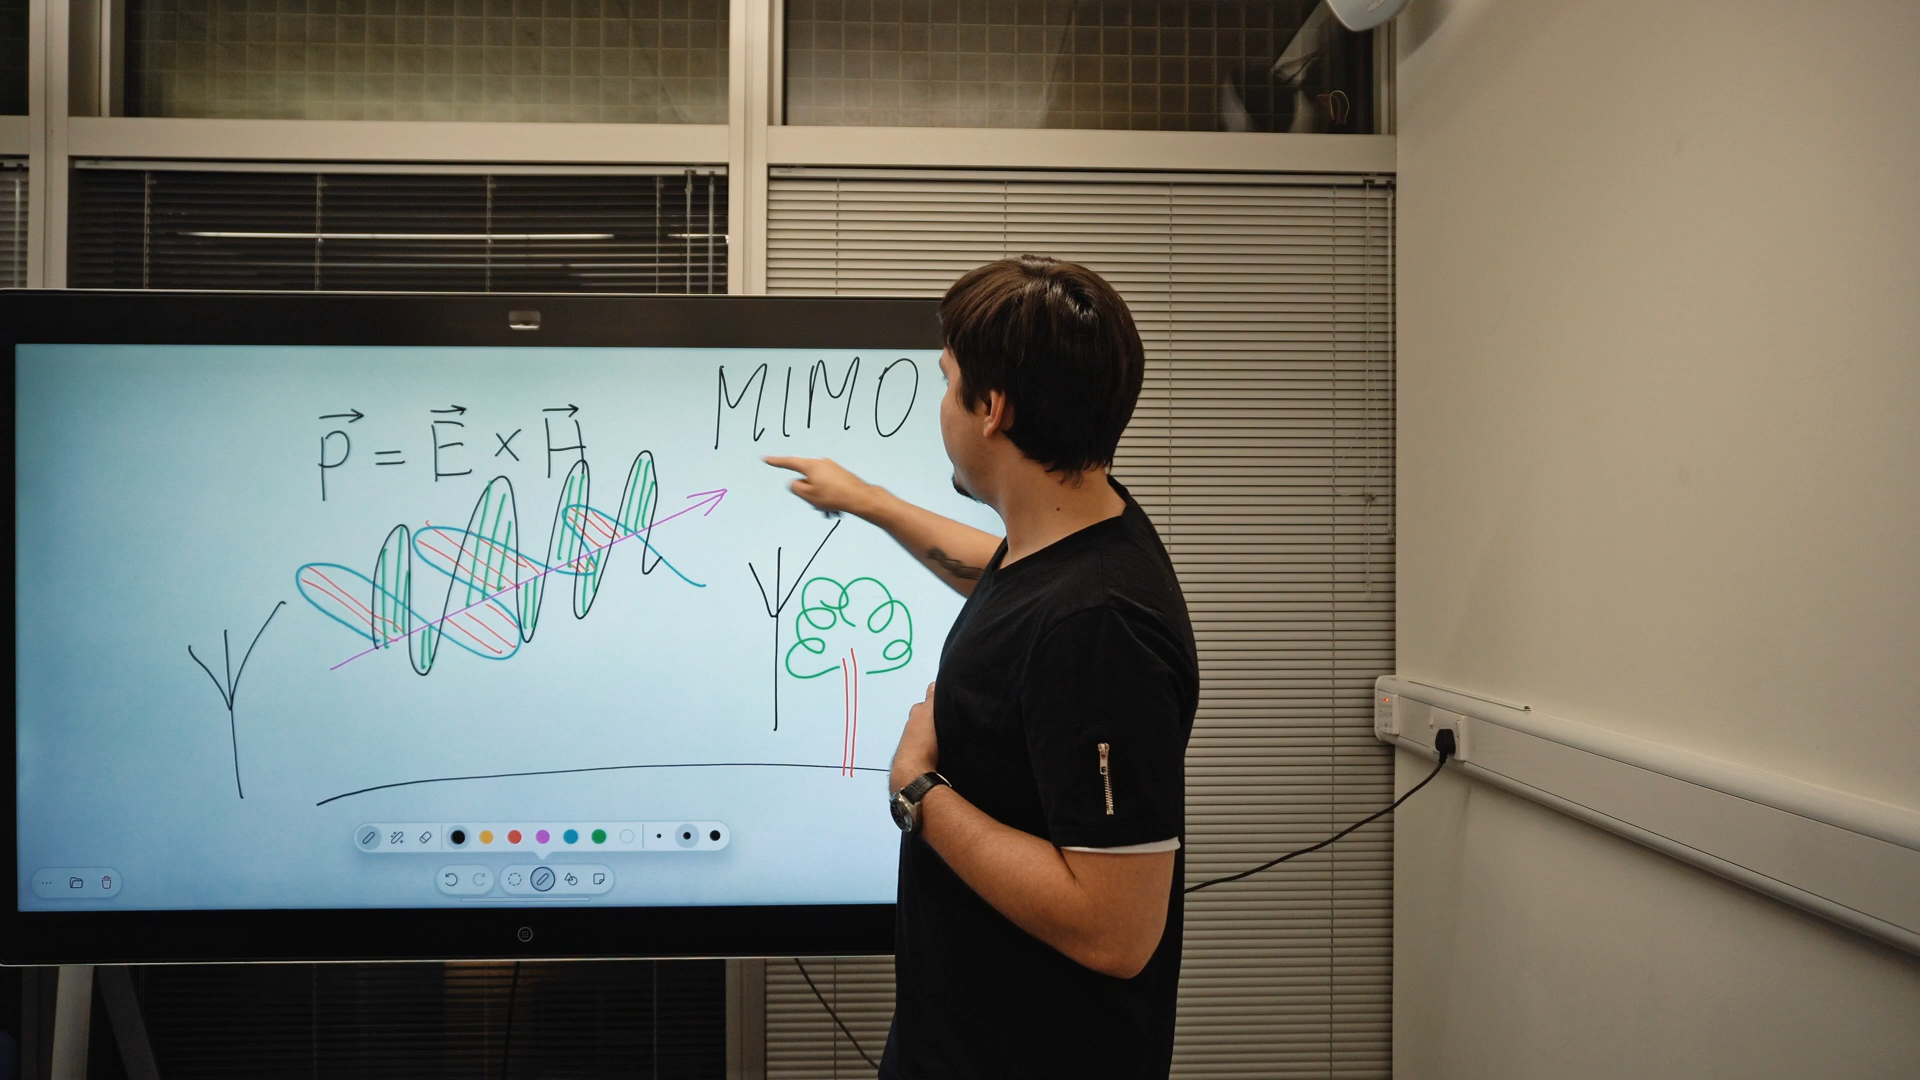 P⃗ = E⃗ × H⃗
MIMO